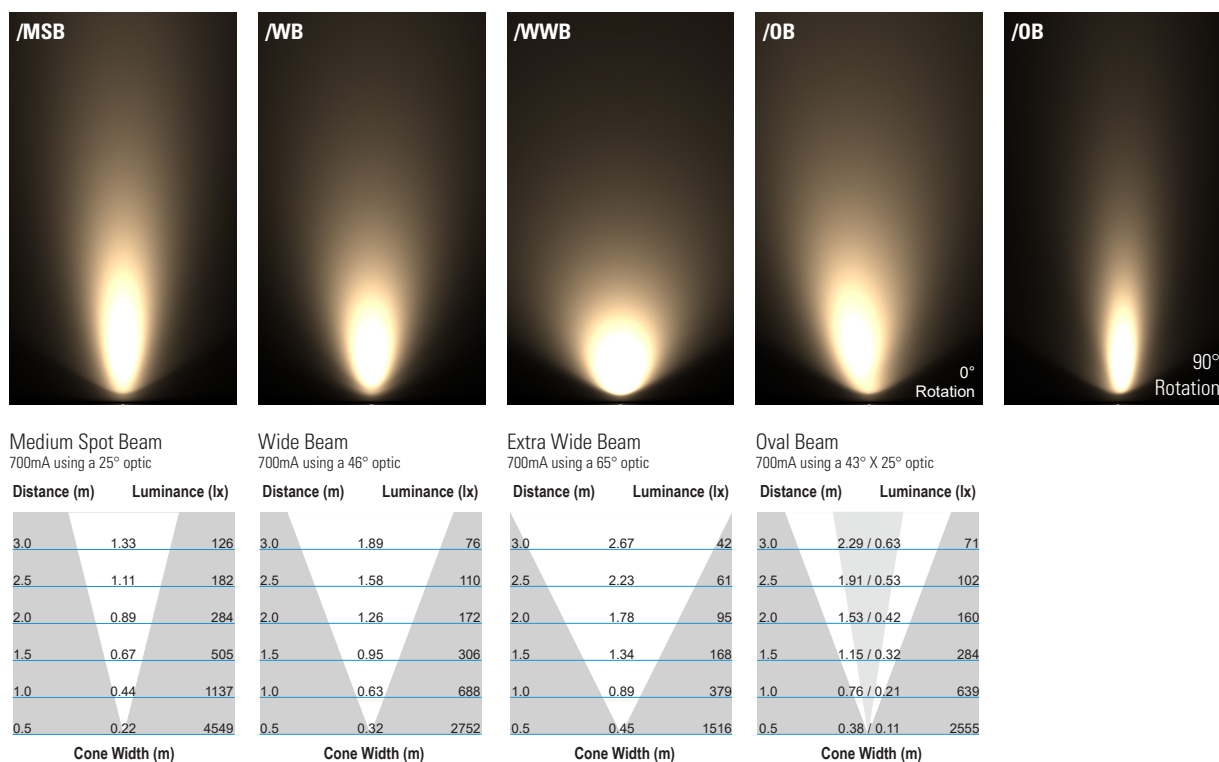 /MSB
/WB
/WWB
/OB
/OB
0°
Rotation
90°
Rotation
Medium Spot Beam
700mA using a 25° optic
Distance (m) Luminance (lx)
3.0 1.33 126
2.5 1.11 182
2.0 0.89 284
1.5 0.67 505
1.0 0.44 1137
0.5 0.22 4549
Cone Width (m)
Wide Beam
700mA using a 46° optic
Distance (m) Luminance (lx)
3.0 1.89 76
2.5 1.58 110
2.0 1.26 172
1.5 0.95 306
1.0 0.63 688
0.5 0.32 2752
Cone Width (m)
Extra Wide Beam
700mA using a 65° optic
Distance (m) Luminance (lx)
3.0 2.67 42
2.5 2.23 61
2.0 1.78 95
1.5 1.34 168
1.0 0.89 379
0.5 0.45 1516
Cone Width (m)
Oval Beam
700mA using a 43° X 25° optic
Distance (m) Luminance (lx)
3.0 2.29 / 0.63 71
2.5 1.91 / 0.53 102
2.0 1.53 / 0.42 160
1.5 1.15 / 0.32 284
1.0 0.76 / 0.21 639
0.5 0.38 / 0.11 2555
Cone Width (m)